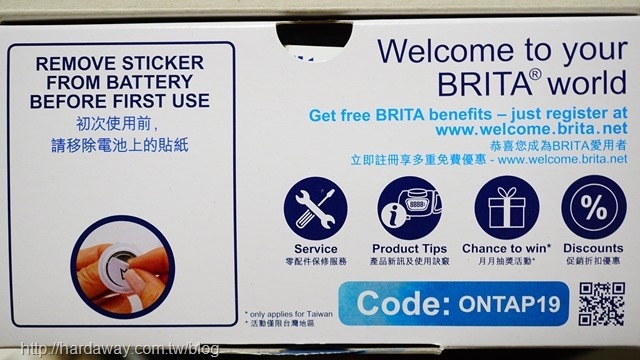 REMOVE STICKER
FROM BATTERY
BEFORE FIRST USE
初次使用前,
請移除電池上的貼紙
Welcome to your
BRITA® world
Get free BRITA benefits – just register at
www.welcome.brita.net
恭喜您成為BRITA愛用者
立即註冊享多重免費優惠 - www.welcome.brita.net
Service
零配件保修服務
Product Tips
產品新訊及使用訣竅
Chance to win*
月月抽獎活動*
Discounts
促銷折扣優惠
* only applies for Taiwan
* 活動僅限台灣地區
Code: ONTAP19
http://hardaway.com.tw/blog